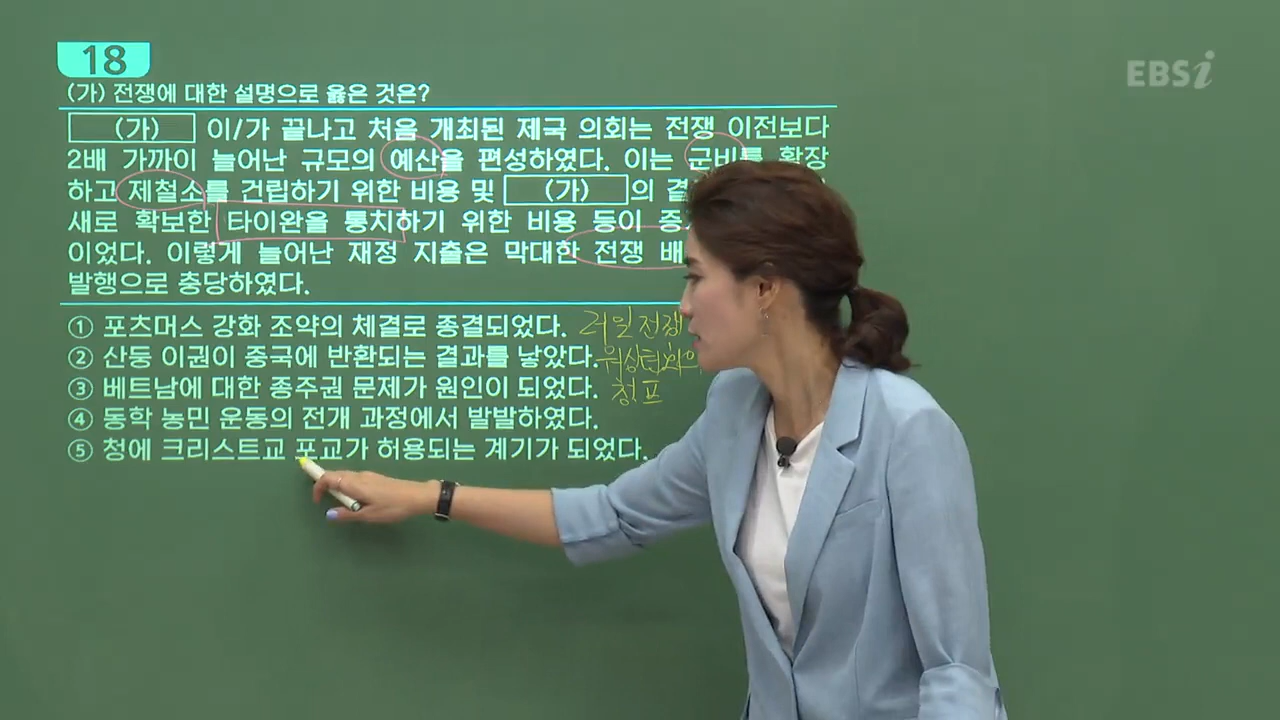 18
EBSi
(가) 전쟁에 대한 설명으로 옳은 것은?
(가) 이/가 끝나고 처음 개최된 제국 의회는 전쟁 이전보다
2배 가까이 늘어난 규모의 예산을 편성하였다. 이는 군비를 확장
하고 제철소를 건립하기 위한 비용 및 (가) 의
새로 확보한 타이완을 통치하기 위한 비용 등이
이었다. 이렇게 늘어난 재정 지출은 막대한 전쟁
발행으로 충당하였다.
① 포츠머스 강화 조약의 체결로 종결되었다. 러일전쟁
② 산둥 이권이 중국에 반환되는 결과를 낳았다. 워싱턴회의
③ 베트남에 대한 종주권 문제가 원인이 되었다. 청프
④ 동학 농민 운동의 전개 과정에서 발발하였다.
⑤ 청에 크리스트교 포교가 허용되는 계기가 되었다.